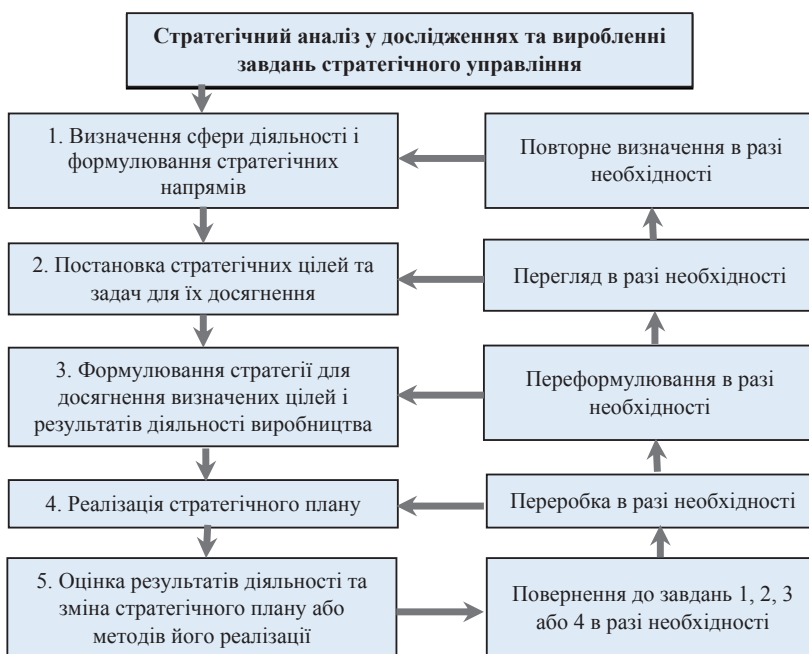 Стратегічний аналіз у дослідженнях та виробленні
завдань стратегічного управління
1. Визначення сфери діяльності і
формулювання стратегічних
напрямів
Повторне визначення в разі
необхідності
2. Постановка стратегічних цілей та
задач для їх досягнення
Перегляд в разі необхідності
3. Формулювання стратегії для
досягнення визначених цілей і
результатів діяльності виробництва
Переформулювання в разі
необхідності
4. Реалізація стратегічного плану
Переробка в разі необхідності
5. Оцінка результатів діяльності та
зміна стратегічного плану або
методів його реалізації
Повернення до завдань 1, 2, 3
або 4 в разі необхідності